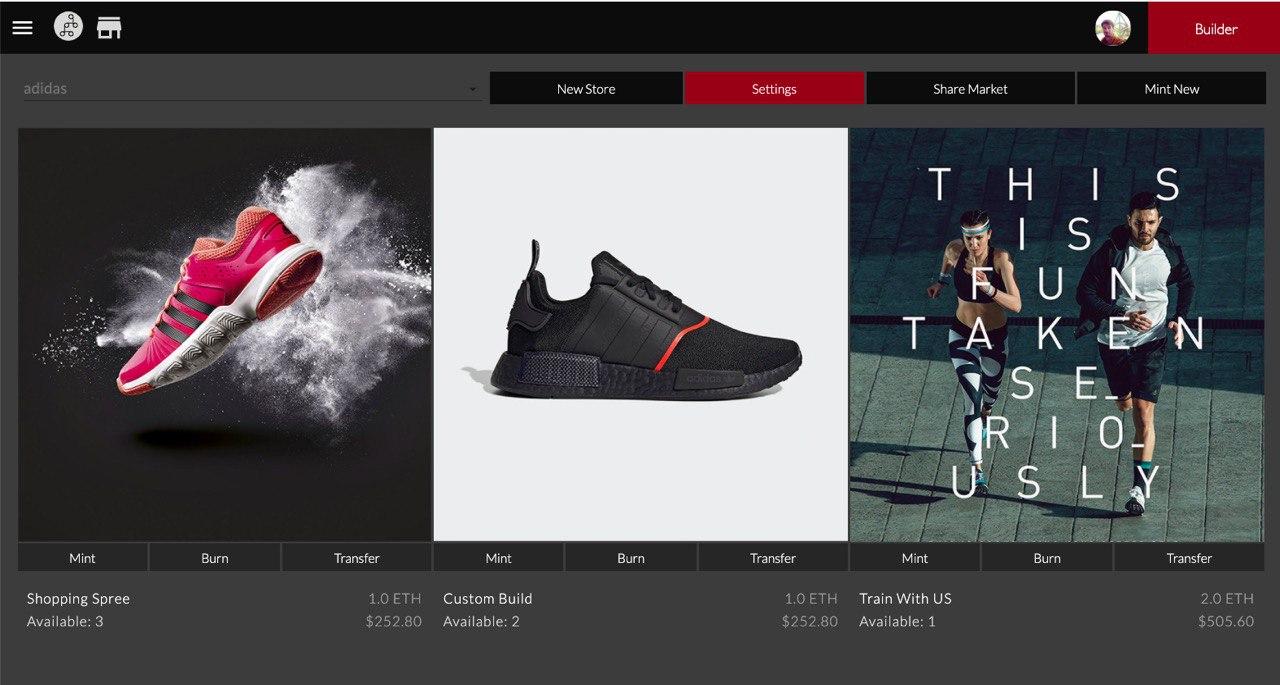 Builder
adidas
New Store
Settings
Share Market
Mint New
THIS
IS
FUN
TAKEN
SE_
RIO_
USLY
adidas
Mint
Burn
Transfer
Mint
Burn
Transfer
Mint
Burn
Transfer
Shopping Spree
1.0 ETH
Available: 3
$252.80
Custom Build
1.0 ETH
Available: 2
$252.80
Train With US
2.0 ETH
Available: 1
$505.60